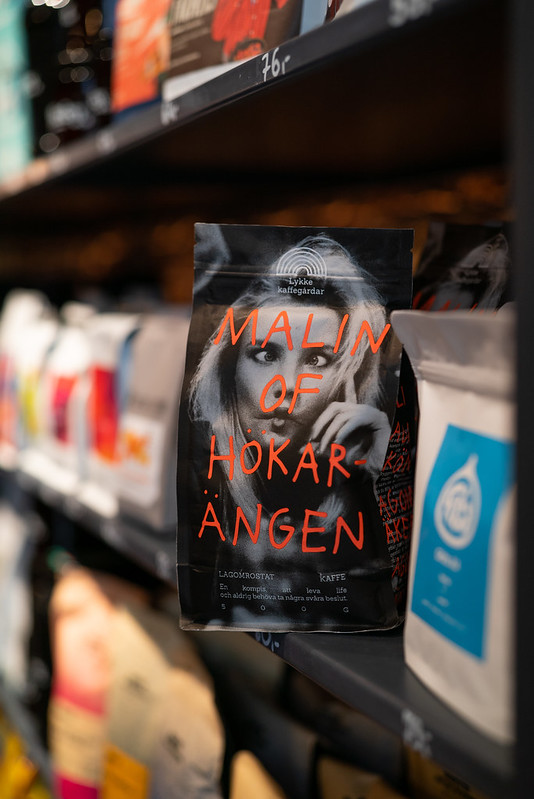 76,-
Lykke
kaffegårdar
MALIN
OF
HÖKAR-
ÄNGEN
LAGOMROSTAT KAFFE
En kompis, att leva life
och aldrig behöva ta några svåra beslut.
500G